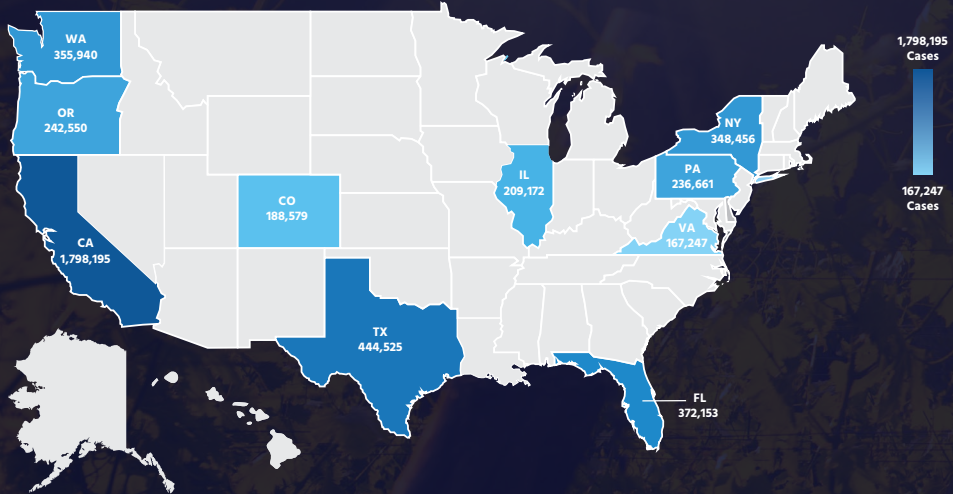 WA
355,940
OR
242,550
CA
1,798,195
CO
188,579
TX
444,525
IL
209,172
NY
348,456
PA
236,661
VA
167,247
FL
372,153
1,798,195
Cases
167,247
Cases